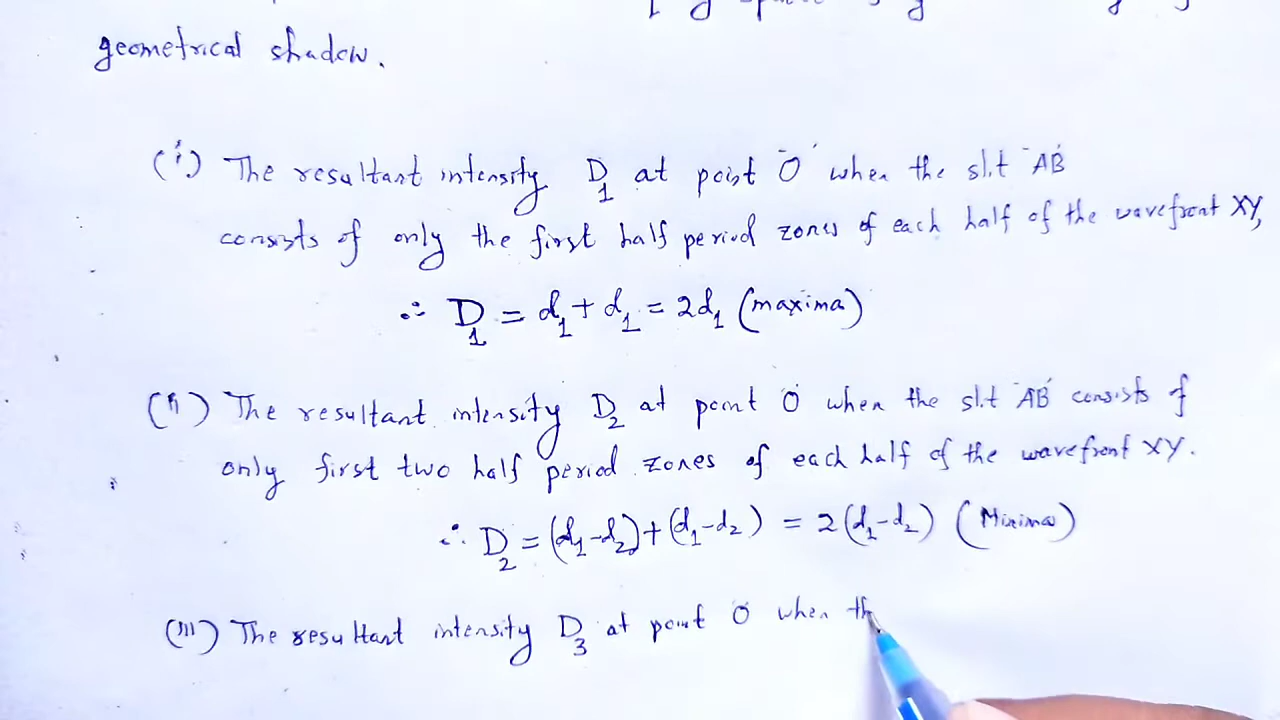 geometrical shadow.
(i) The resultant intensity D₁ at point 'O' when the slit 'AB'
consists of only the first half period zones of each half of the wavefront XY,
∴ D₁ = d₁ + d₁ = 2d₁ (maxima)
(ii) The resultant intensity D₂ at point 'O' when the slit 'AB' consists of
only first two half period zones of each half of the wavefront XY.
∴ D₂ = (d₁-d₂)+(d₁-d₂) = 2(d₁-d₂) (Minima)
(iii) The resultant intensity D₃ at point O when th